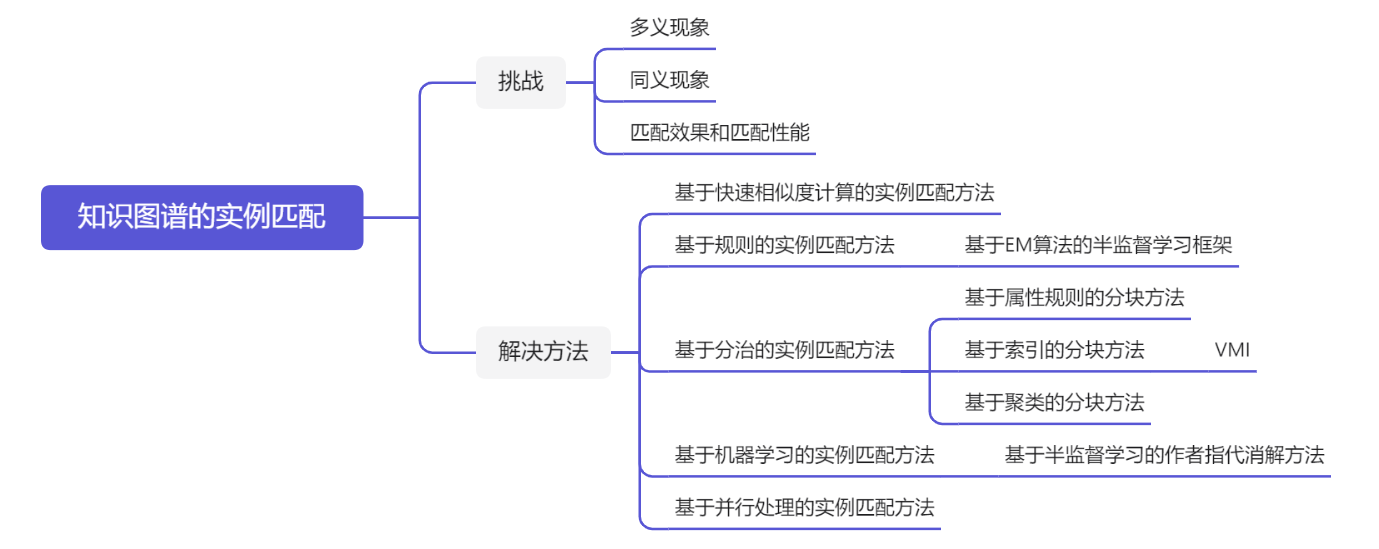 知识图谱的实例匹配
挑战
多义现象
同义现象
匹配效果和匹配性能
解决方法
基于快速相似度计算的实例匹配方法
基于规则的实例匹配方法
基于EM算法的半监督学习框架
基于分治的实例匹配方法
基于属性规则的分块方法
基于索引的分块方法
VMI
基于聚类的分块方法
基于机器学习的实例匹配方法
基于半监督学习的作者指代消解方法
基于并行处理的实例匹配方法